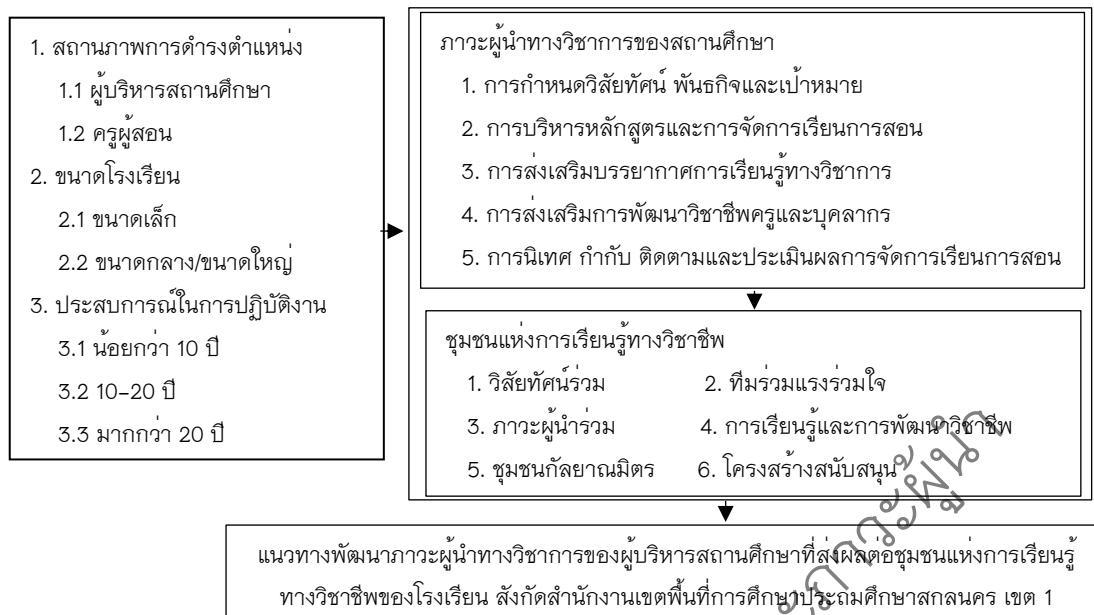 1. สถานภาพการดำรงตำแหน่ง
1.1 ผู้บริหารสถานศึกษา
1.2 ครูผู้สอน
2. ขนาดโรงเรียน
2.1 ขนาดเล็ก
2.2 ขนาดกลาง/ขนาดใหญ่
3. ประสบการณ์ในการปฏิบัติงาน
3.1 น้อยกว่า 10 ปี
3.2 10–20 ปี
3.3 มากกว่า 20 ปี
ภาวะผู้นำทางวิชาการของสถานศึกษา
1. การกำหนดวิสัยทัศน์ พันธกิจและเป้าหมาย
2. การบริหารหลักสูตรและการจัดการเรียนการสอน
3. การส่งเสริมบรรยากาศการเรียนรู้ทางวิชาการ
4. การส่งเสริมการพัฒนาวิชาชีพครูและบุคลากร
5. การนิเทศ กำกับ ติดตามและประเมินผลการจัดการเรียนการสอน
ชุมชนแห่งการเรียนรู้ทางวิชาชีพ
1. วิสัยทัศน์ร่วม 2. ทีมร่วมแรงร่วมใจ
3. ภาวะผู้นำร่วม 4. การเรียนรู้และการพัฒนาวิชาชีพ
5. ชุมชนกัลยาณมิตร 6. โครงสร้างสนับสนุน
แนวทางพัฒนาภาวะผู้นำทางวิชาการของผู้บริหารสถานศึกษาที่ส่งผลต่อชุมชนแห่งการเรียนรู้
ทางวิชาชีพของโรงเรียน สังกัดสำนักงานเขตพื้นที่การศึกษาประถมศึกษาสกลนคร เขต 1
ภาวะผู้นำ